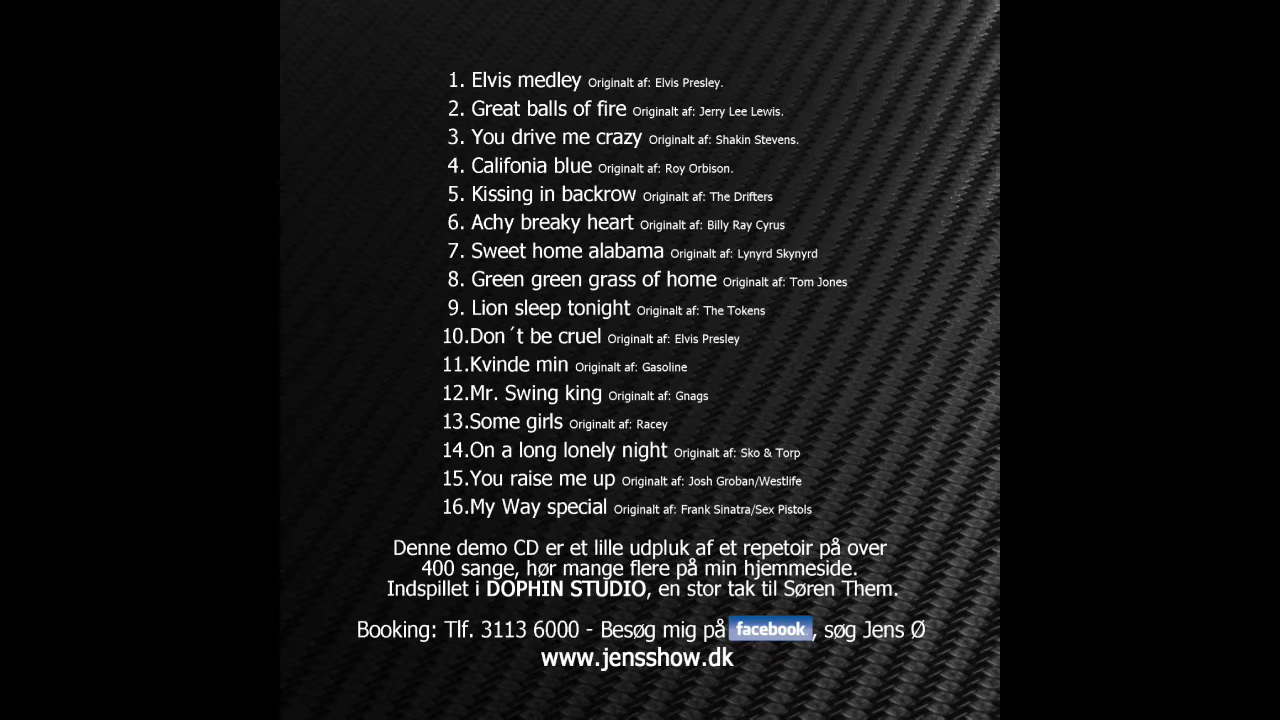 1. Elvis medley Originalt af: Elvis Presley.
2. Great balls of fire Originalt af: Jerry Lee Lewis.
3. You drive me crazy Originalt af: Shakin Stevens.
4. Califonia blue Originalt af: Roy Orbison.
5. Kissing in backrow Originalt af: The Drifters
6. Achy breaky heart Originalt af: Billy Ray Cyrus
7. Sweet home alabama Originalt af: Lynyrd Skynyrd
8. Green green grass of home Originalt af: Tom Jones
9. Lion sleep tonight Originalt af: The Tokens
10.Don´t be cruel Originalt af: Elvis Presley
11.Kvinde min Originalt af: Gasoline
12.Mr. Swing king Originalt af: Gnags
13.Some girls Originalt af: Racey
14.On a long lonely night Originalt af: Sko & Torp
15.You raise me up Originalt af: Josh Groban/Westlife
16.My Way special Originalt af: Frank Sinatra/Sex Pistols
Denne demo CD er et lille udpluk af et repetoir på over
400 sange, hør mange flere på min hjemmeside.
Indspillet i DOPHIN STUDIO, en stor tak til Søren Them.
Booking: Tlf. 3113 6000 - Besøg mig på facebook, søg Jens Ø
www.jensshow.dk